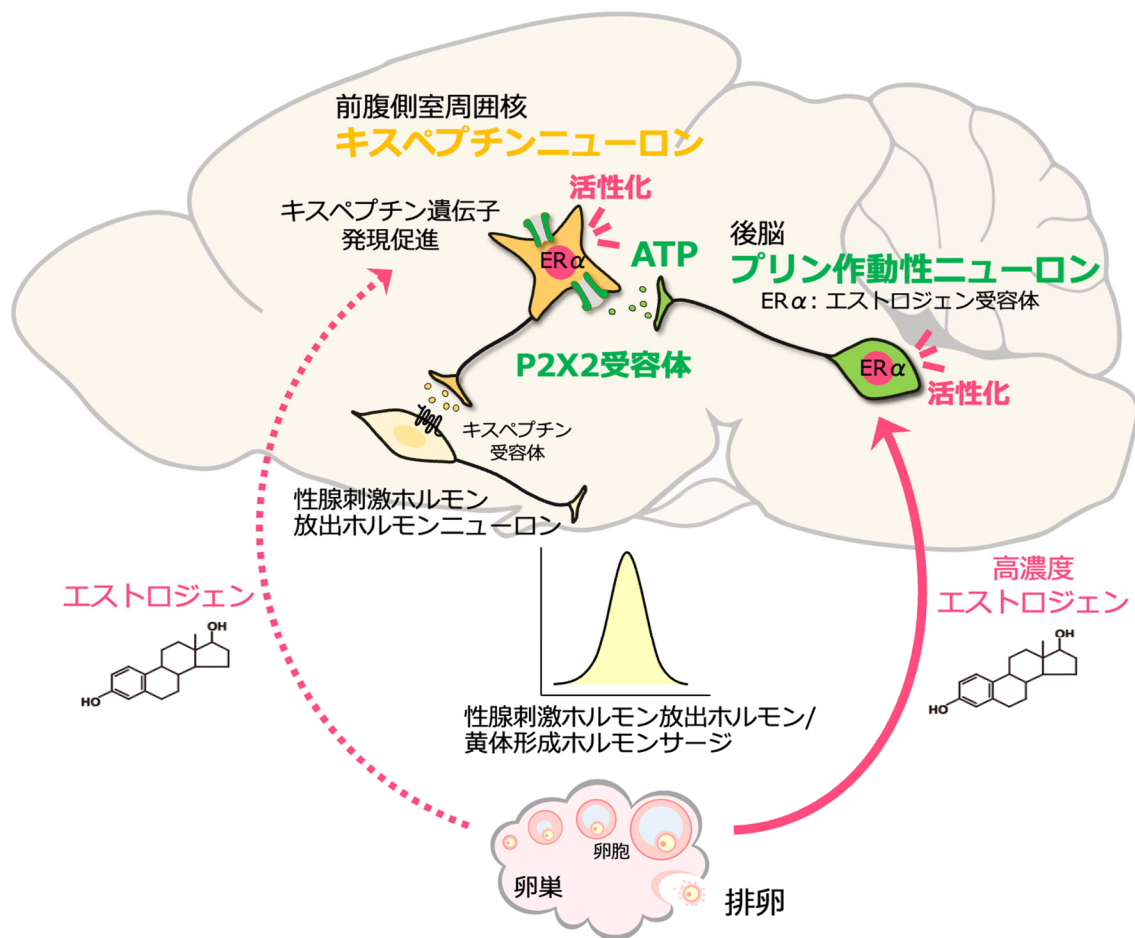 前腹側室周囲核
キスペプチンニューロン
活性化
キスペプチン遺伝子
発現促進
ERα
ATP
後脳
プリン作動性ニューロン
ERα: エストロジェン受容体
P2X2受容体
ERα
活性化
キスペプチン
受容体
性腺刺激ホルモン
放出ホルモンニューロン
エストロジェン
OH
HO
高濃度
エストロジェン
OH
HO
性腺刺激ホルモン放出ホルモン/
黄体形成ホルモンサージ
卵胞
卵巣
排卵